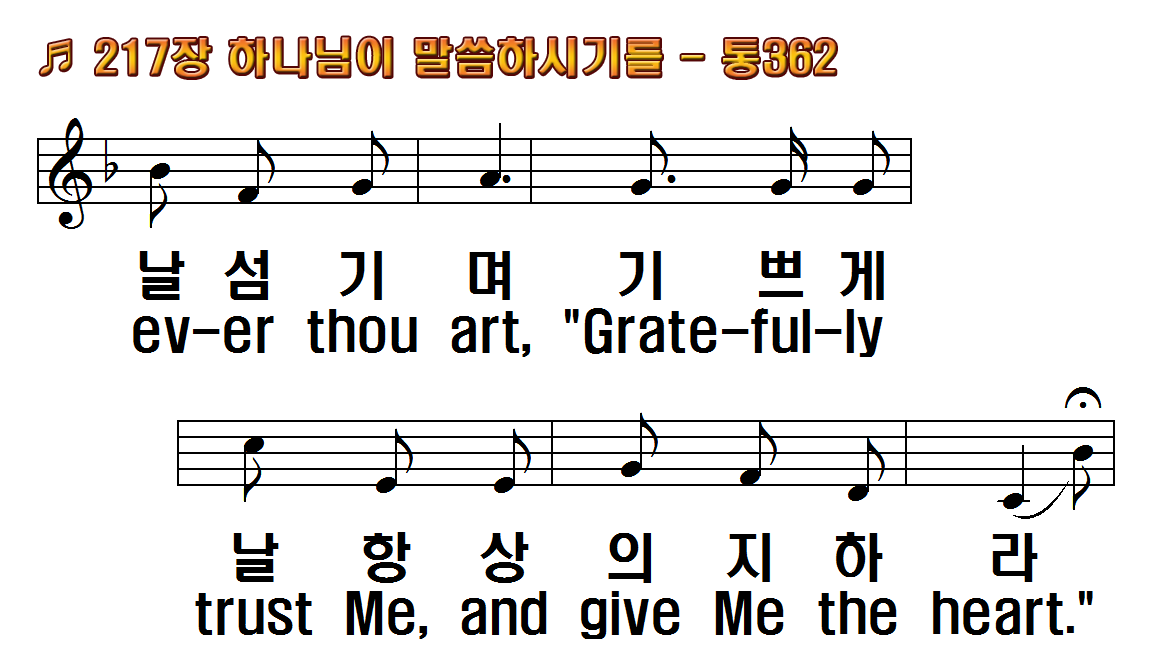 ♬ 217장 하나님이 말씀하시기를 - 통362
날 섬 기 며 기 쁘 게
ev-er thou art, "Grate-ful-ly
날 항 상 의 지 하 라
trust Me, and give Me the heart."